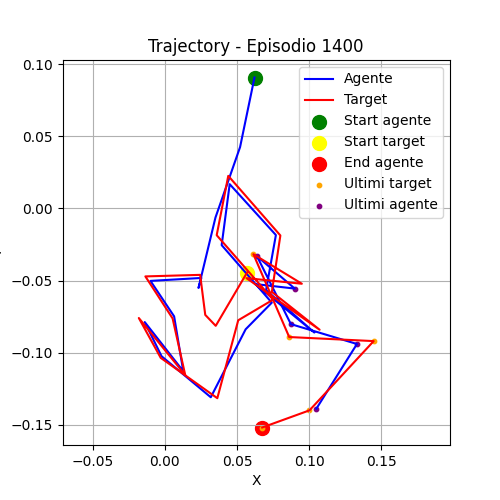 Trajectory - Episodio 1400
0.10
0.05
0.00
−0.05
−0.10
−0.15
Agente
Target
Start agente
Start target
End agente
Ultimi target
Ultimi agente
−0.05
0.00
0.05
0.10
0.15
X